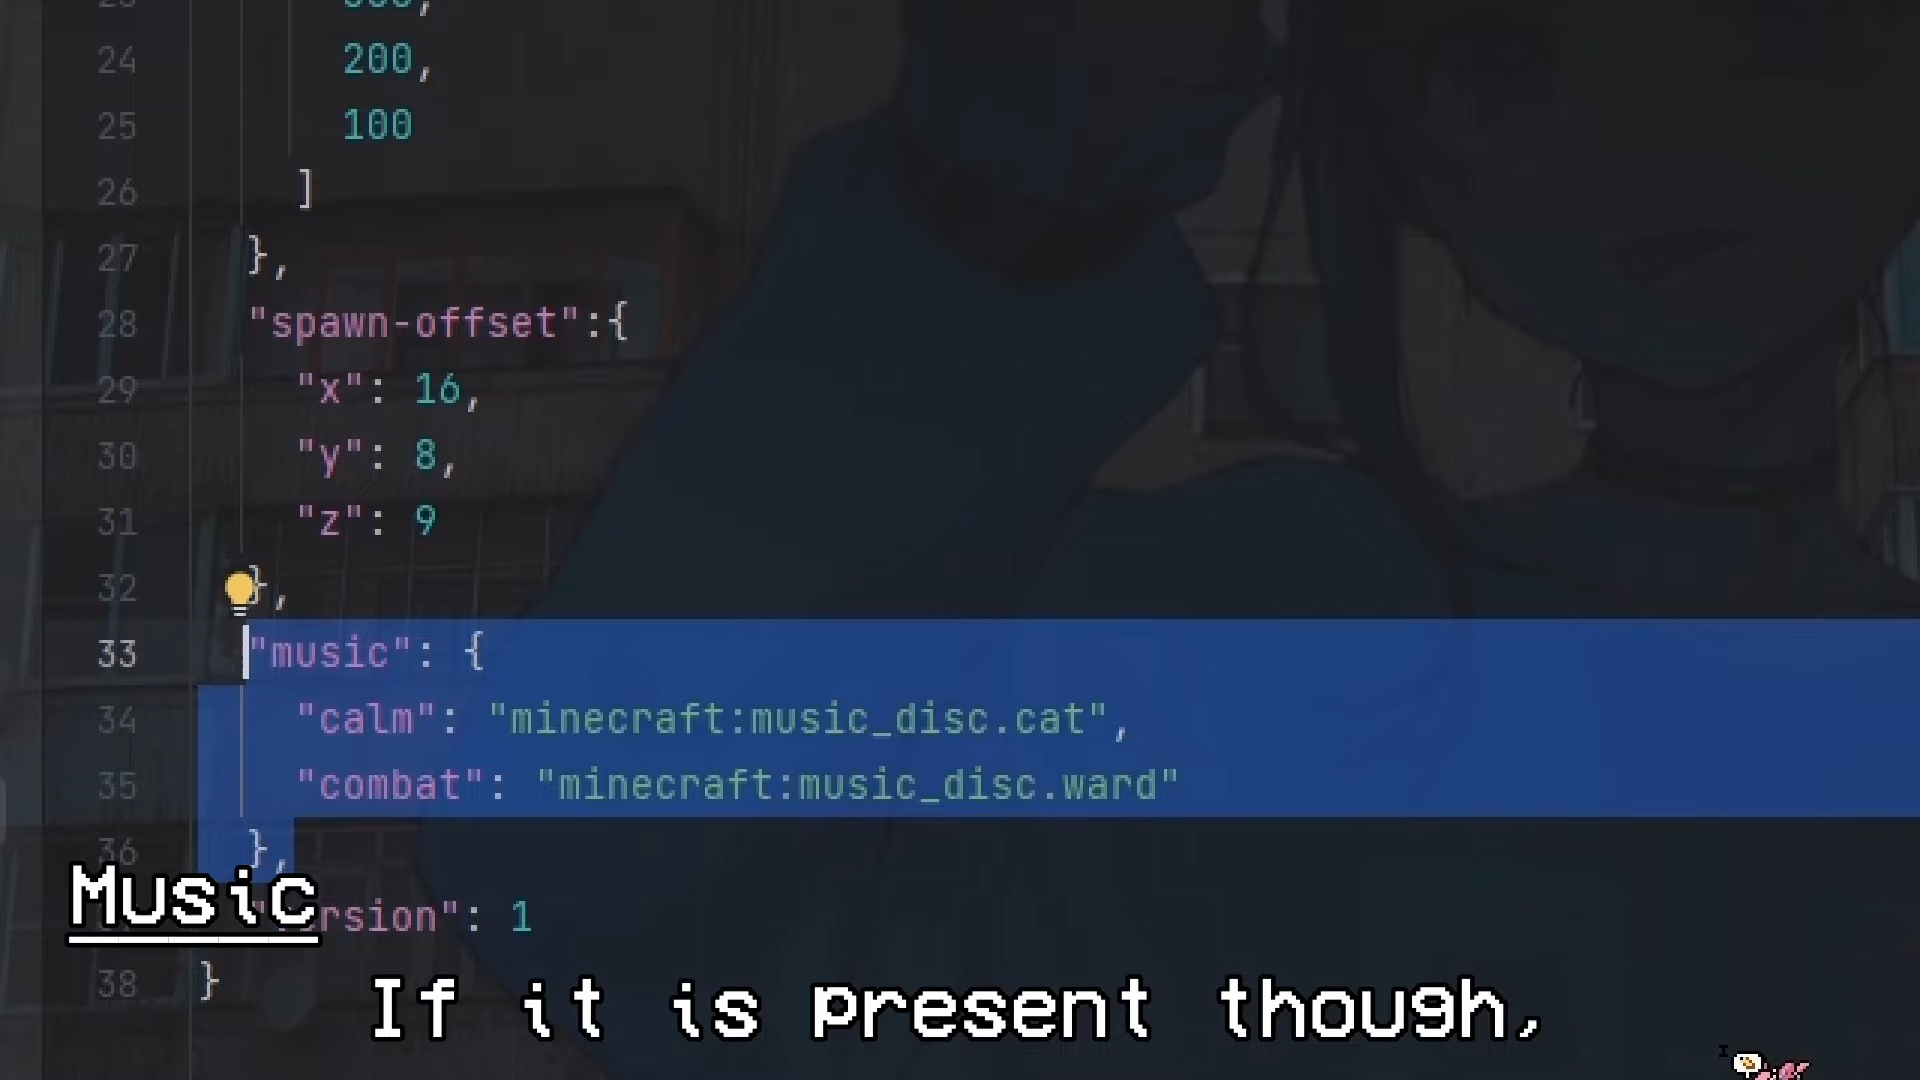 24 200,
25 100
26 ]
27 },
28 "spawn-offset":{
29 "x": 16,
30 "y": 8,
31 "z": 9
32 },
33 "music": {
34 "calm": "minecraft:music_disc.cat",
35 "combat": "minecraft:music_disc.ward"
36 },
Music
"version": 1
38 }
If it is present though,